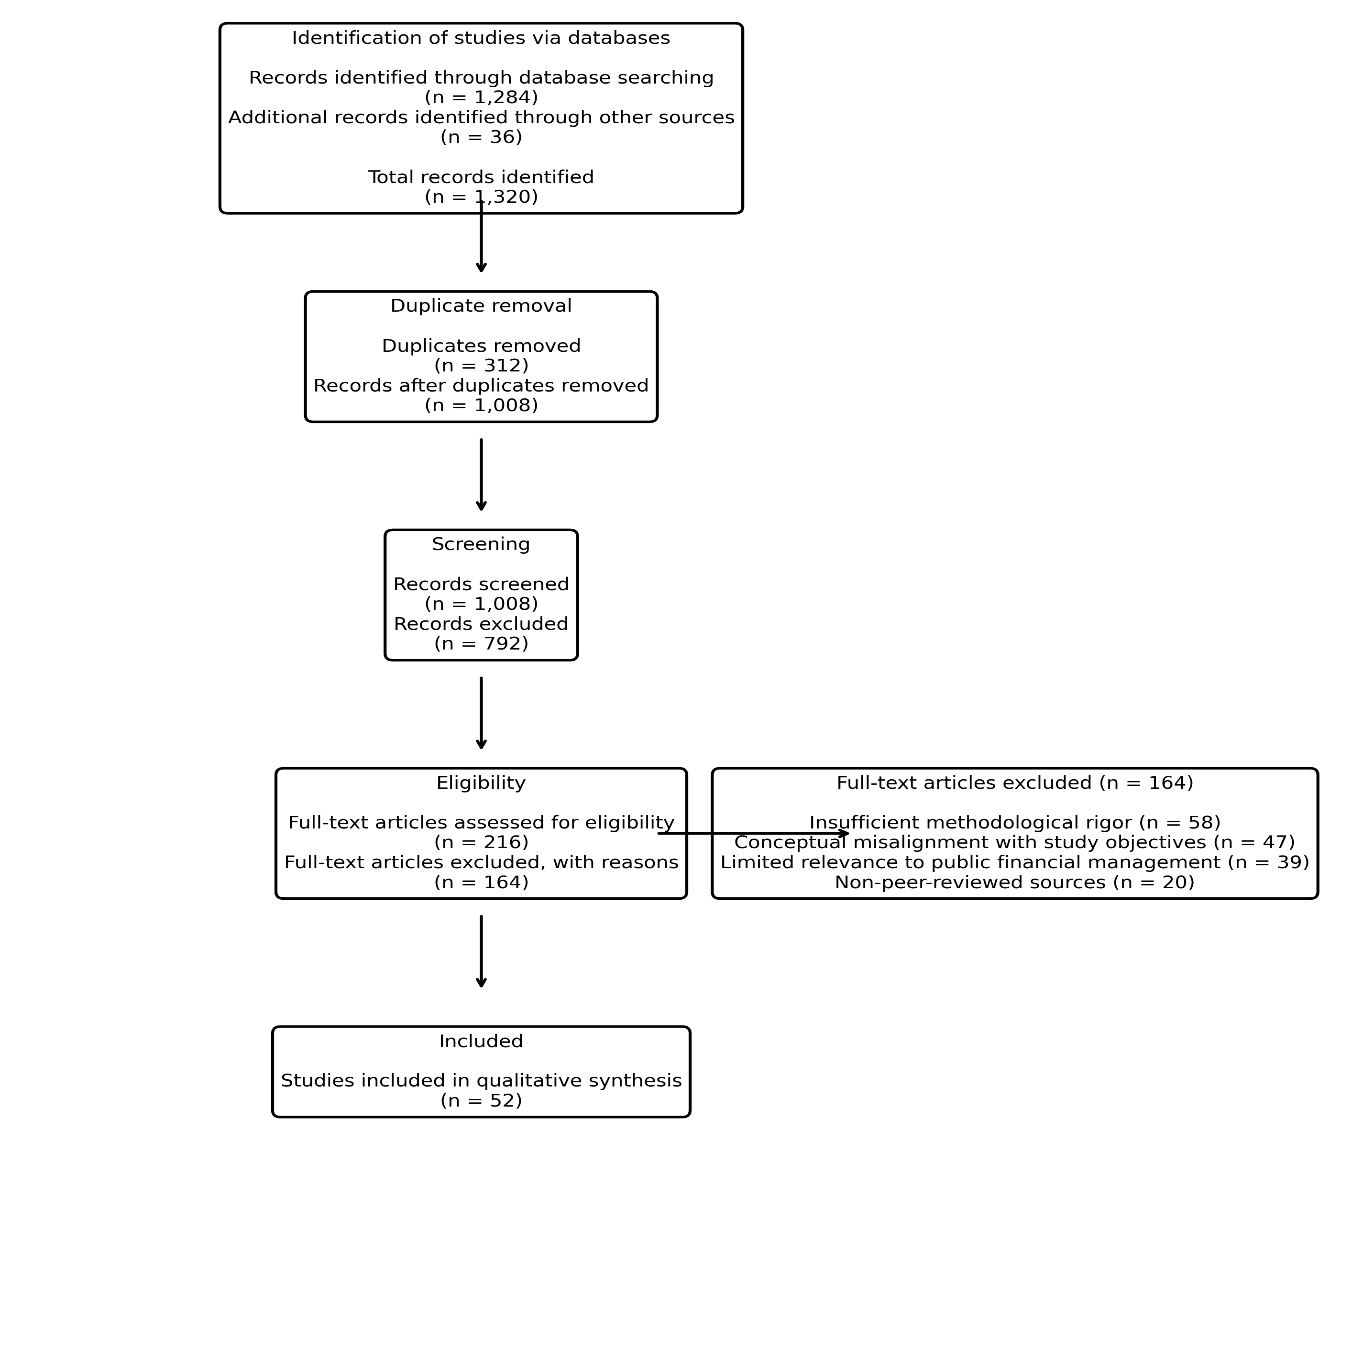 Identification of studies via databases
Records identified through database searching
(n = 1,284)
Additional records identified through other sources
(n = 36)
Total records identified
(n = 1,320)
Duplicate removal
Duplicates removed
(n = 312)
Records after duplicates removed
(n = 1,008)
Screening
Records screened
(n = 1,008)
Records excluded
(n = 792)
Eligibility
Full-text articles assessed for eligibility
(n = 216)
Full-text articles excluded, with reasons
(n = 164)
Full-text articles excluded (n = 164)
Insufficient methodological rigor (n = 58)
Conceptual misalignment with study objectives (n = 47)
Limited relevance to public financial management (n = 39)
Non-peer-reviewed sources (n = 20)
Included
Studies included in qualitative synthesis
(n = 52)